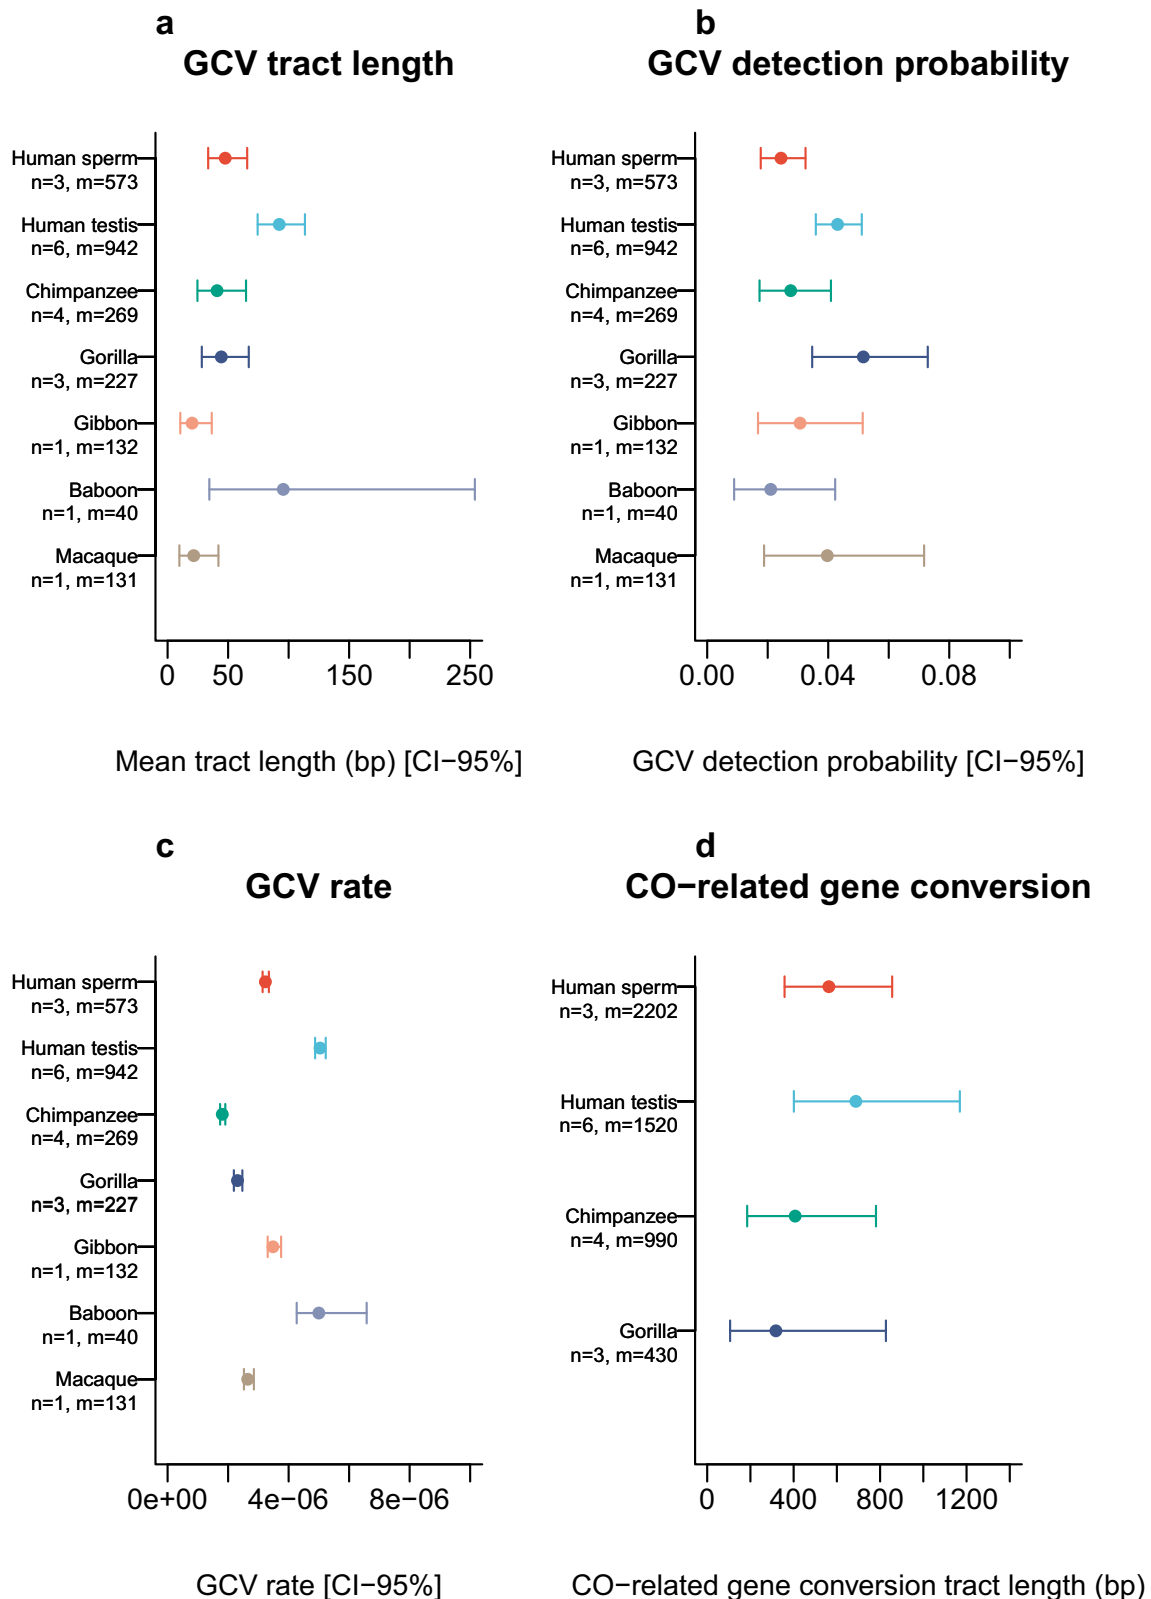 a
GCV tract length
Human sperm
n=3, m=573
Human testis
n=6, m=942
Chimpanzee
n=4, m=269
Gorilla
n=3, m=227
Gibbon
n=1, m=132
Baboon
n=1, m=40
Macaque
n=1, m=131
0 50 150 250
Mean tract length (bp) [CI−95%]
b
GCV detection probability
Human sperm
n=3, m=573
Human testis
n=6, m=942
Chimpanzee
n=4, m=269
Gorilla
n=3, m=227
Gibbon
n=1, m=132
Baboon
n=1, m=40
Macaque
n=1, m=131
0.00 0.04 0.08
GCV detection probability [CI−95%]
c
GCV rate
Human sperm
n=3, m=573
Human testis
n=6, m=942
Chimpanzee
n=4, m=269
Gorilla
n=3, m=227
Gibbon
n=1, m=132
Baboon
n=1, m=40
Macaque
n=1, m=131
0e+00 4e−06 8e−06
GCV rate [CI−95%]
d
CO−related gene conversion
Human sperm
n=3, m=2202
Human testis
n=6, m=1520
Chimpanzee
n=4, m=990
Gorilla
n=3, m=430
0 400 800 1200
CO−related gene conversion tract length (bp)